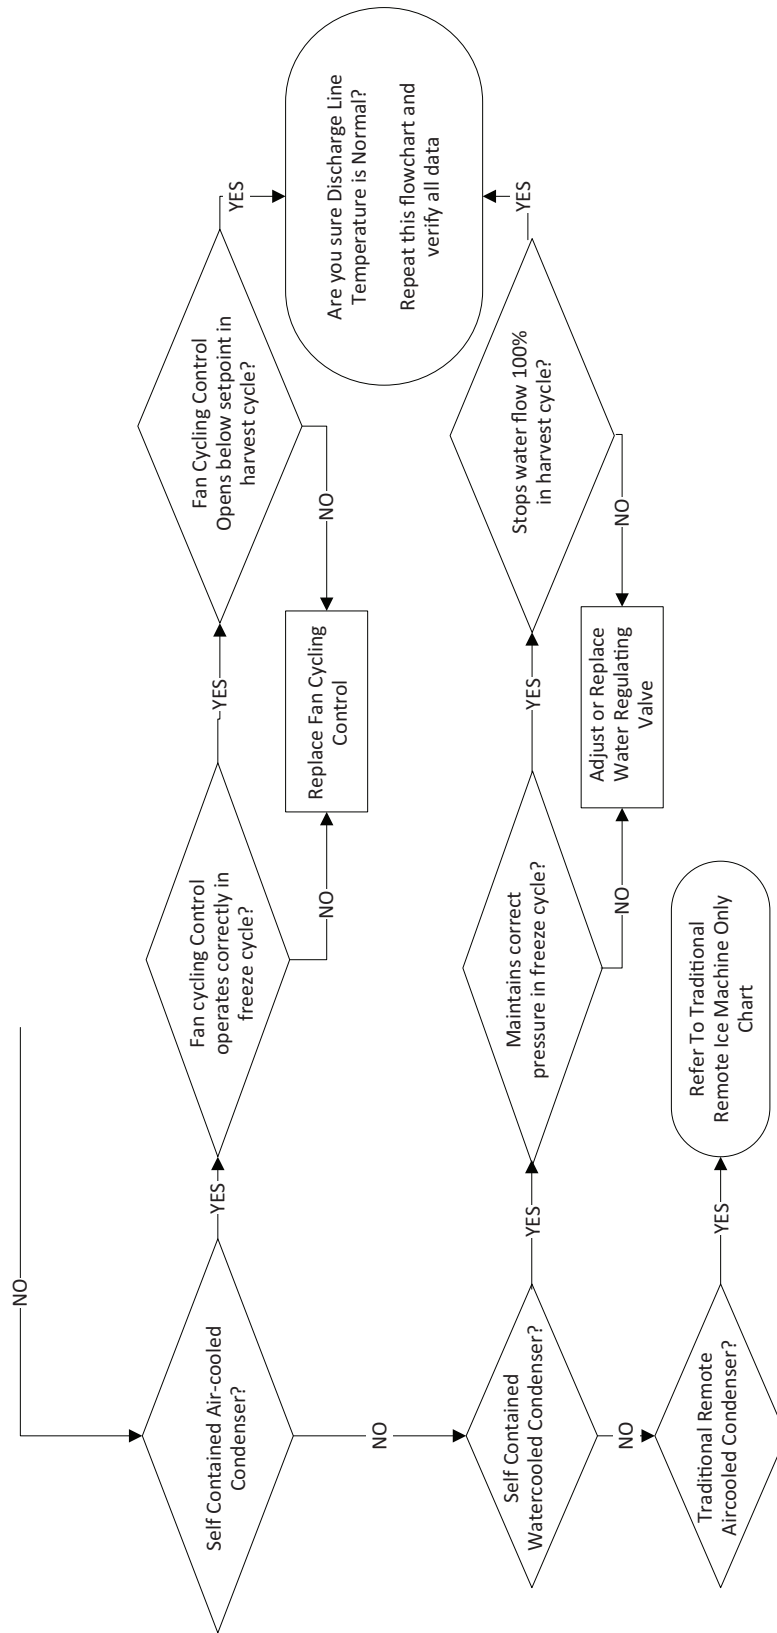 NO
Self Contained Air-cooled
Condenser?
YES
Fan cycling Control
operates correctly in
freeze cycle?
YES
Fan Cycling Control
Opens below setpoint in
harvest cycle?
YES
NO
NO
Replace Fan Cycling
Control
Are you sure Discharge Line
Temperature is Normal?
Repeat this flowchart and
verify all data
NO
Self Contained
Watercooled Condenser?
YES
Maintains correct
pressure in freeze cycle?
YES
Stops water flow 100%
in harvest cycle?
YES
NO
NO
Adjust or Replace
Water Regulating
Valve
NO
Traditional Remote
Aircooled Condenser?
YES
Refer To Traditional
Remote Ice Machine Only
Chart